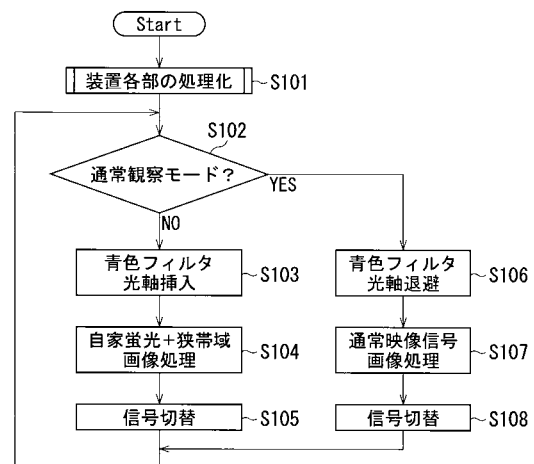 Start
装置各部の処理化
S101
S102
通常観察モード?
YES
NO
青色フィルタ
光軸挿入
S103
青色フィルタ
光軸退避
S106
自家蛍光+狭帯域
画像処理
S104
通常映像信号
画像処理
S107
信号切替
S105
信号切替
S108